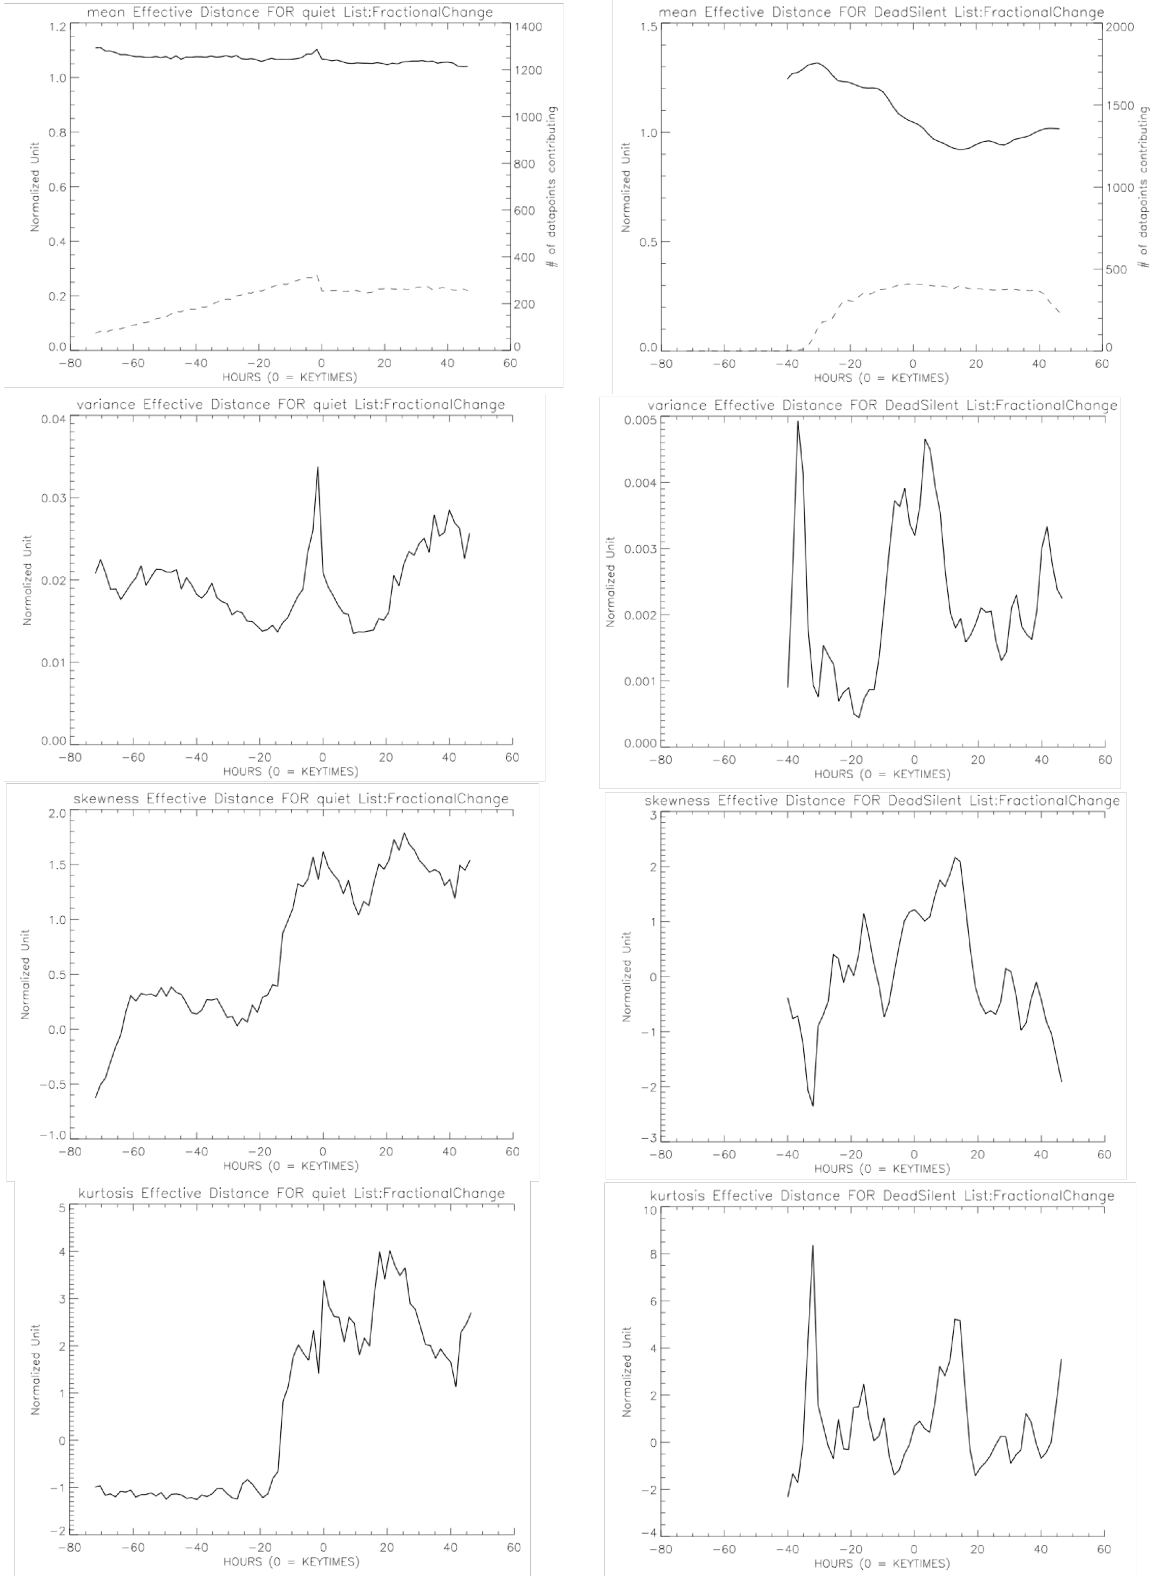 mean Effective Distance FOR quiet List:FractionalChange
1.2
1.0
0.8
0.6
0.4
0.2
0.0
Normalized Unit
1400
1200
1000
800
600
400
200
0
# of datapoints contributing
−80 −60 −40 −20 0 20 40 60
HOURS (0 = KEYTIMES)
mean Effective Distance FOR DeadSilent List:FractionalChange
1.5
1.0
0.5
0.0
Normalized Unit
2000
1500
1000
500
0
# of datapoints contributing
−80 −60 −40 −20 0 20 40 60
HOURS (0 = KEYTIMES)
variance Effective Distance FOR quiet List:FractionalChange
0.04
0.03
0.02
0.01
0.00
Normalized Unit
−80 −60 −40 −20 0 20 40 60
HOURS (0 = KEYTIMES)
variance Effective Distance FOR DeadSilent List:FractionalChange
0.005
0.004
0.003
0.002
0.001
0.000
Normalized Unit
−80 −60 −40 −20 0 20 40 60
HOURS (0 = KEYTIMES)
skewness Effective Distance FOR quiet List:FractionalChange
2.0
1.5
1.0
0.5
0.0
−0.5
−1.0
Normalized Unit
−80 −60 −40 −20 0 20 40 60
HOURS (0 = KEYTIMES)
skewness Effective Distance FOR DeadSilent List:FractionalChange
3
2
1
0
−1
−2
−3
Normalized Unit
−80 −60 −40 −20 0 20 40 60
HOURS (0 = KEYTIMES)
kurtosis Effective Distance FOR quiet List:FractionalChange
5
4
3
2
1
0
−1
−2
Normalized Unit
−80 −60 −40 −20 0 20 40 60
HOURS (0 = KEYTIMES)
kurtosis Effective Distance FOR DeadSilent List:FractionalChange
10
8
6
4
2
0
−2
−4
Normalized Unit
−80 −60 −40 −20 0 20 40 60
HOURS (0 = KEYTIMES)